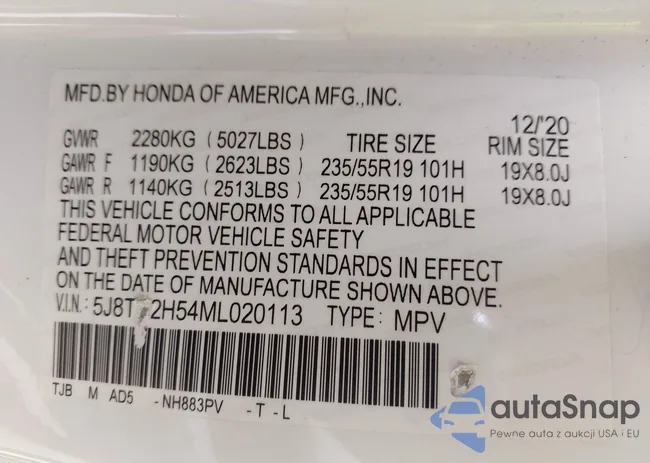 MFD.BY HONDA OF AMERICA MFG.,INC.
12/'20
GVWR 2280KG (5027LBS) TIRE SIZE RIM SIZE
GAWR F 1190KG (2623LBS) 235/55R19 101H 19X8.0J
GAWR R 1140KG (2513LBS) 235/55R19 101H 19X8.0J
THIS VEHICLE CONFORMS TO ALL APPLICABLE
FEDERAL MOTOR VEHICLE SAFETY
AND THEFT PREVENTION STANDARDS IN EFFECT
ON THE DATE OF MANUFACTURE SHOWN ABOVE.
V.I.N.: TYPE: MPV
TJB M AD5 - NH883PV - T - L
autaSnap
Pewne auta z aukcji USA i EU